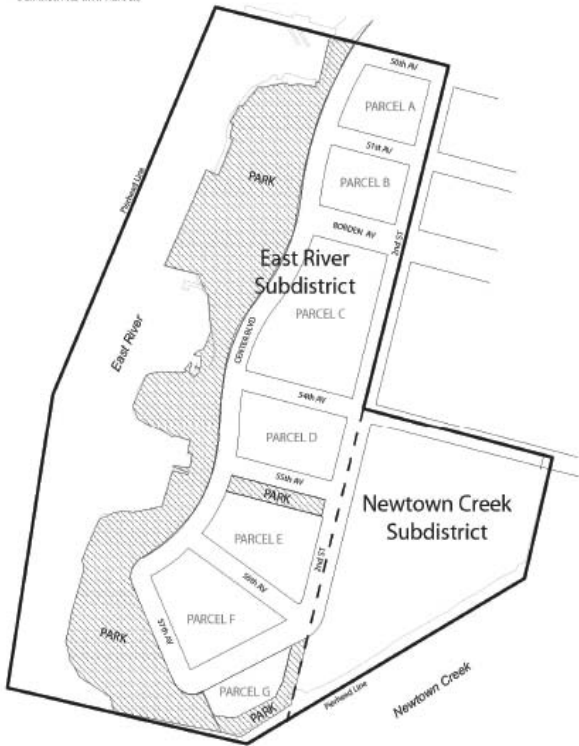 50th AV
PARCEL A
51st AV
PARK
PARCEL B
Pierhead Line
BORDEN AV
2nd ST
East River
Subdistrict
PARCEL C
East River
CENTER BLVD
54th AV
PARCEL D
55th AV
PARK
Newtown Creek
Subdistrict
PARCEL E
2nd ST
56th AV
PARCEL F
57th AV
PARK
PARCEL G
PARK
Pierhead Line
Newtown Creek